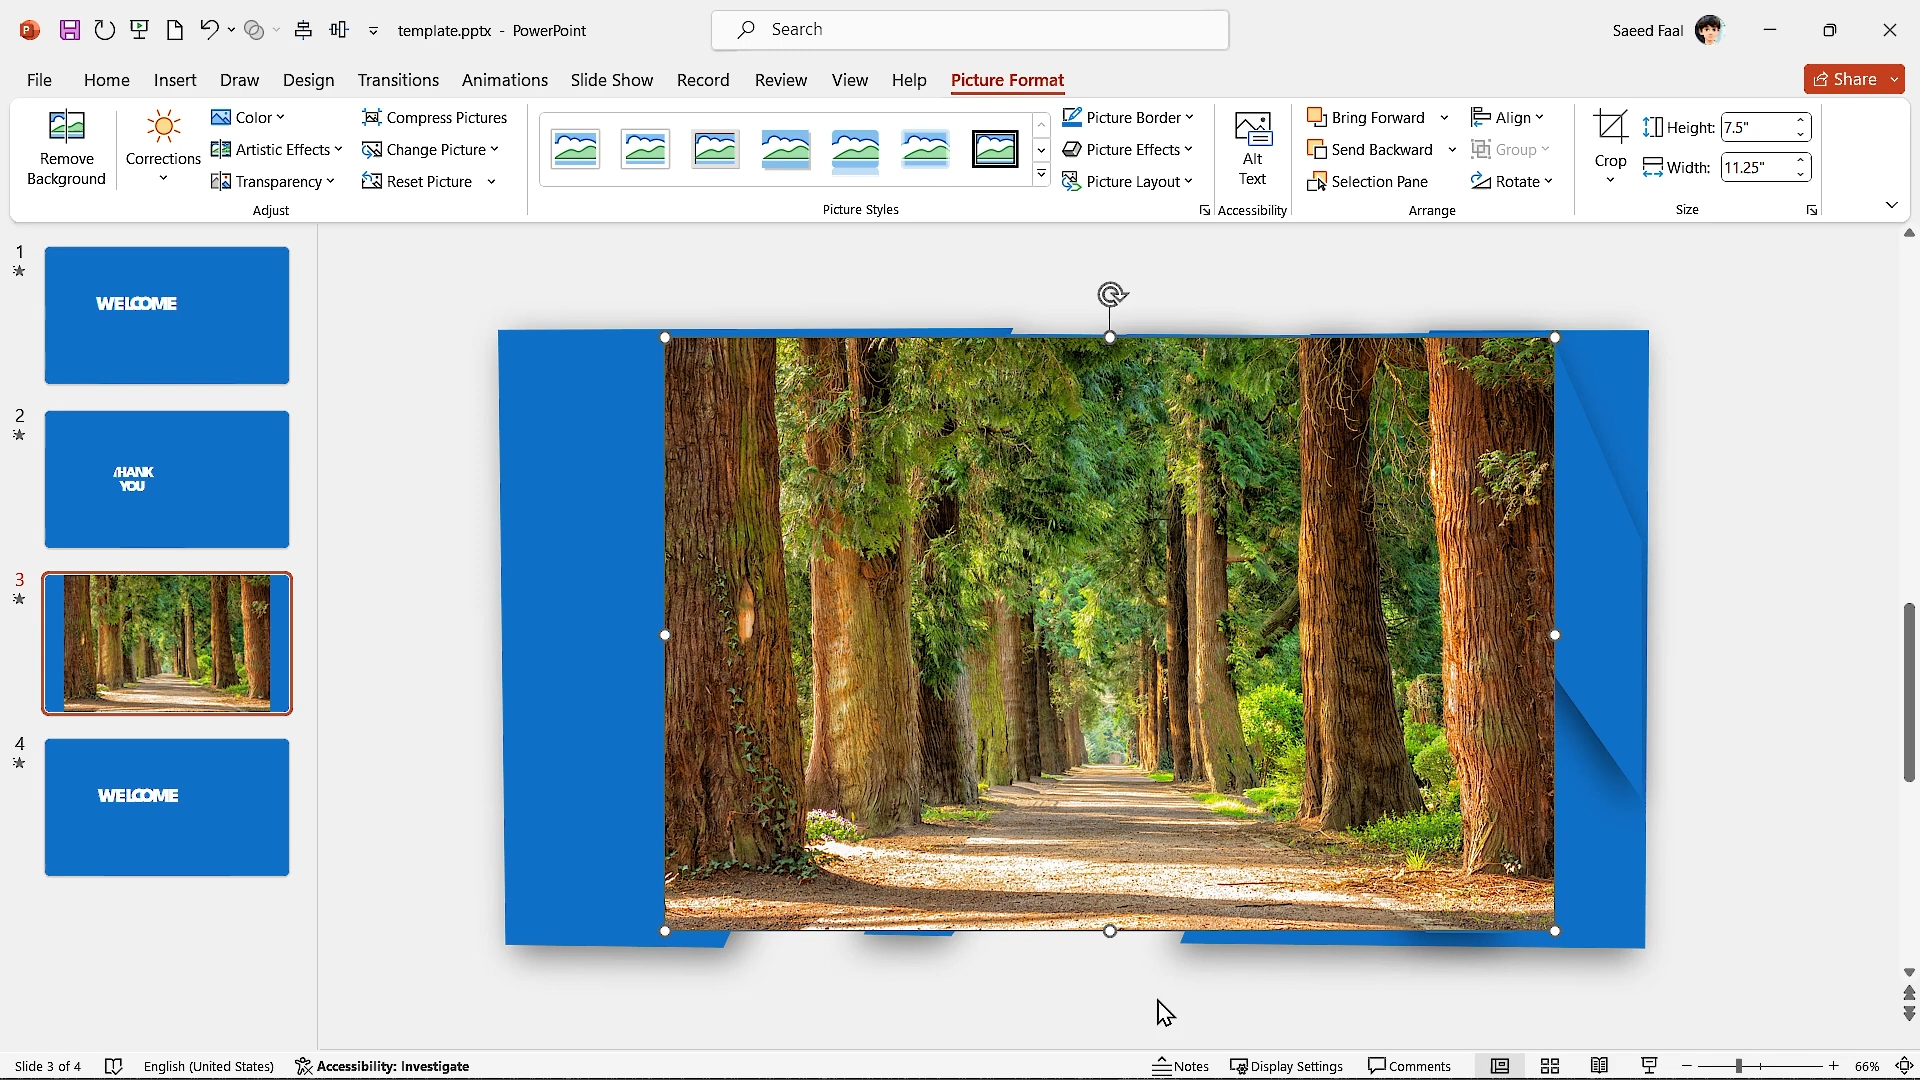 template.pptx - PowerPoint
Search
Saeed Faal
File Home Insert Draw Design Transitions Animations Slide Show Record Review View Help Picture Format
Share
Remove Background
Corrections
Color
Artistic Effects
Transparency
Compress Pictures
Change Picture
Reset Picture
Adjust
Picture Styles
Picture Border
Picture Effects
Picture Layout
Alt Text
Accessibility
Bring Forward
Send Backward
Selection Pane
Align
Group
Rotate
Arrange
Crop
Height: 7.5"
Width: 11.25"
Size
1
WELCOME
2
THANK
YOU
3
4
WELCOME
Slide 3 of 4
English (United States)
Accessibility: Investigate
Notes
Display Settings
Comments
66%